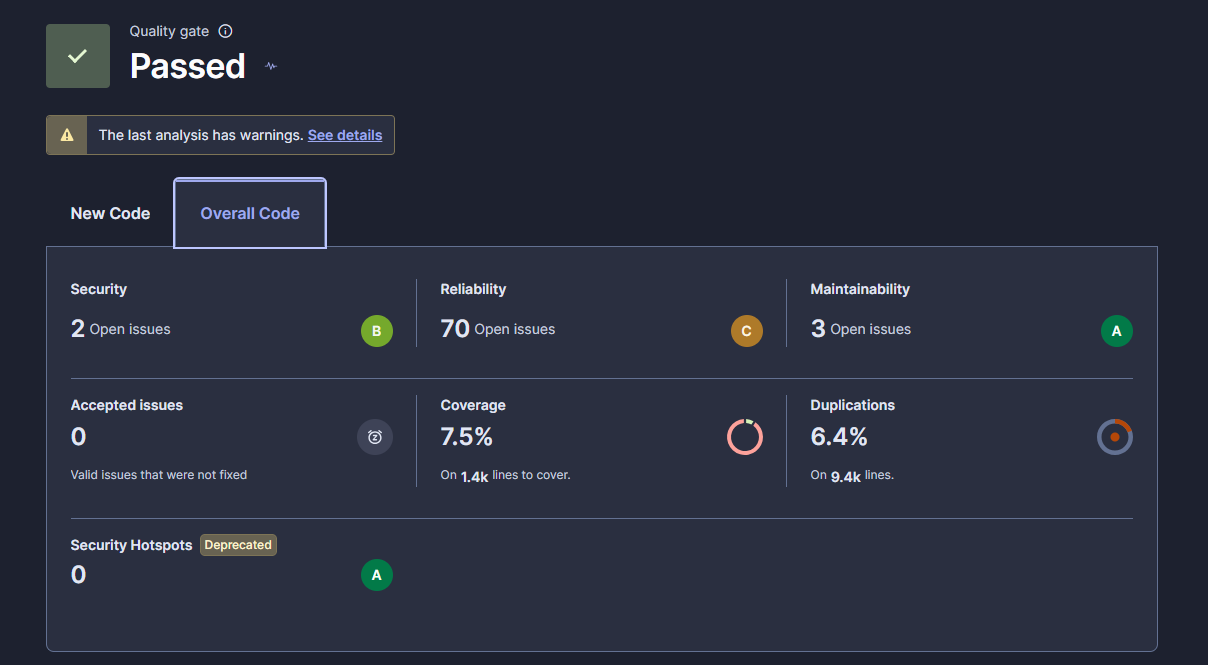 Quality gate
Passed
The last analysis has warnings. See details
New Code
Overall Code
Security
2 Open issues
B
Reliability
70 Open issues
C
Maintainability
3 Open issues
A
Accepted issues
0
Valid issues that were not fixed
Coverage
7.5%
On 1.4k lines to cover.
Duplications
6.4%
On 9.4k lines.
Security Hotspots Deprecated
0
A